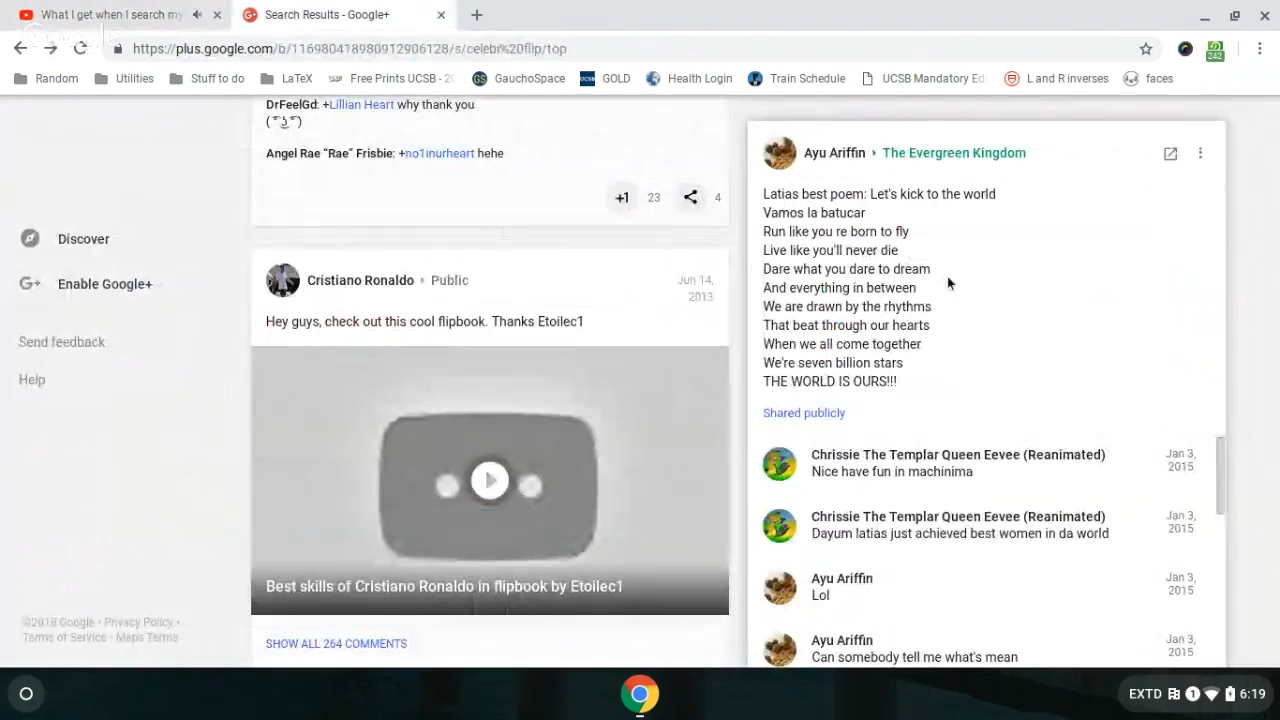 What I get when I search my
Search Results - Google+
Google+
https://plus.google.com/b/116980418980912906128/s/celebi%20flip/top
242
Random
Utilities
Stuff to do
LaTeX
Free Prints UCSB - 2
GauchoSpace
GOLD
Health Login
Train Schedule
UCSB Mandatory Ed
L and R inverses
faces
Discover
Enable Google+
Send feedback
Help
©2018 Google • Privacy Policy •
Terms of Service • Maps Terms
DrFeelGd: +Lillian Heart why thank you
( ͡° ͜ʖ ͡°)
Angel Rae “Rae” Frisbie: +no1inurheart hehe
+1 23 4
Cristiano Ronaldo Public
Jun 14,
2013
Hey guys, check out this cool flipbook. Thanks Etoilec1
Best skills of Cristiano Ronaldo in flipbook by Etoilec1
SHOW ALL 264 COMMENTS
Ayu Ariffin The Evergreen Kingdom
Latias best poem: Let's kick to the world
Vamos la batucar
Run like you re born to fly
Live like you'll never die
Dare what you dare to dream
And everything in between
We are drawn by the rhythms
That beat through our hearts
When we all come together
We're seven billion stars
THE WORLD IS OURS!!!
Shared publicly
Chrissie The Templar Queen Eevee (Reanimated)
Jan 3,
2015
Nice have fun in machinima
Chrissie The Templar Queen Eevee (Reanimated)
Jan 3,
2015
Dayum latias just achieved best women in da world
Ayu Ariffin
Jan 3,
2015
Lol
Ayu Ariffin
Jan 3,
2015
Can somebody tell me what's mean
EXTD 1 6:19